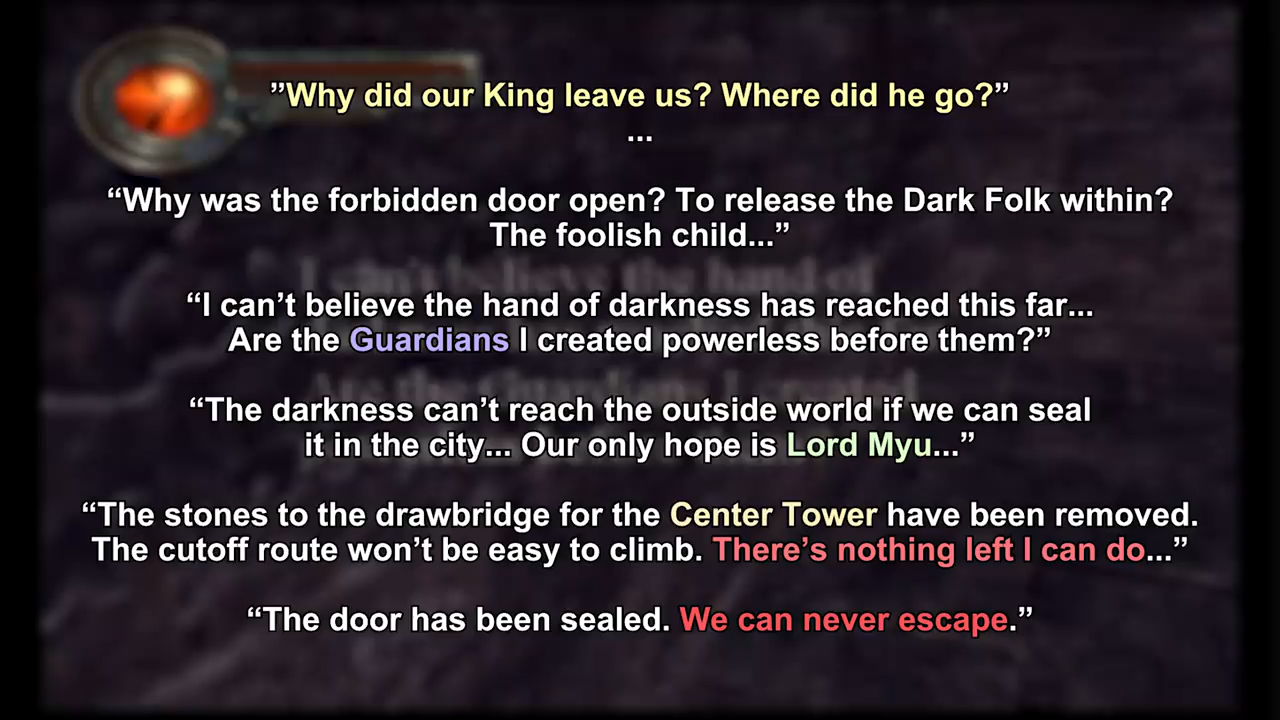 ”Why did our King leave us? Where did he go?”
...
“Why was the forbidden door open? To release the Dark Folk within?
The foolish child...”
“I can’t believe the hand of darkness has reached this far...
Are the Guardians I created powerless before them?”
“The darkness can’t reach the outside world if we can seal
it in the city... Our only hope is Lord Myu...”
“The stones to the drawbridge for the Center Tower have been removed.
The cutoff route won’t be easy to climb. There’s nothing left I can do...”
“The door has been sealed. We can never escape.”